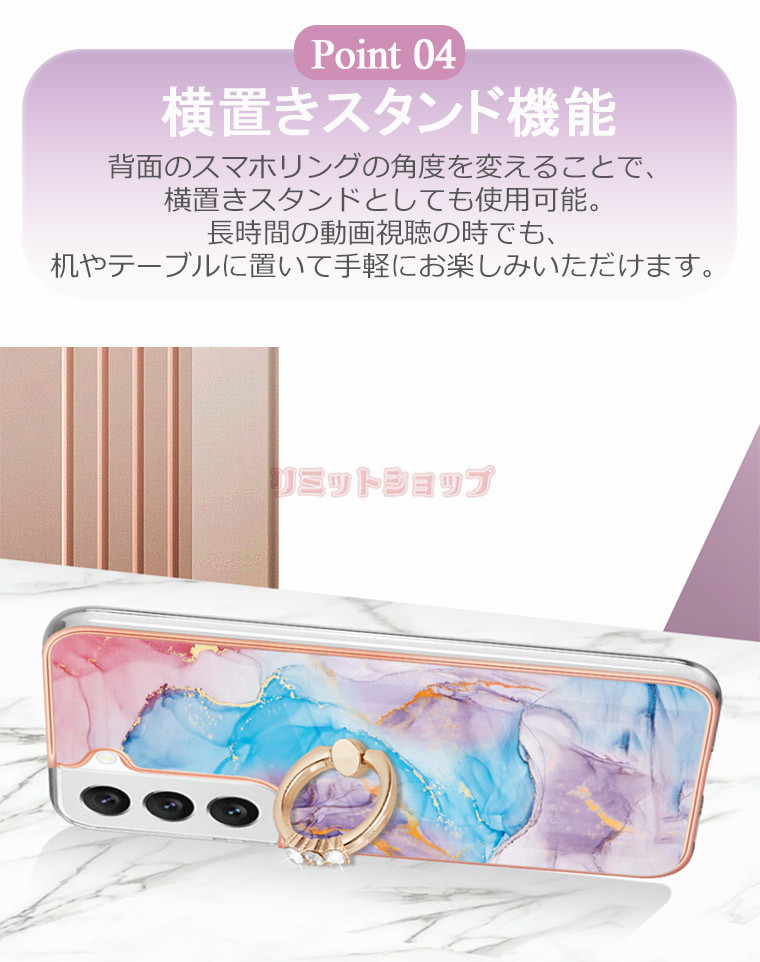 Point 04
横置きスタンド機能
背面のスマホリングの角度を変えることで、
横置きスタンドとしても使用可能。
長時間の動画視聴の時でも、
机やテーブルに置いて手軽にお楽しみいただけます。
リミットショップ